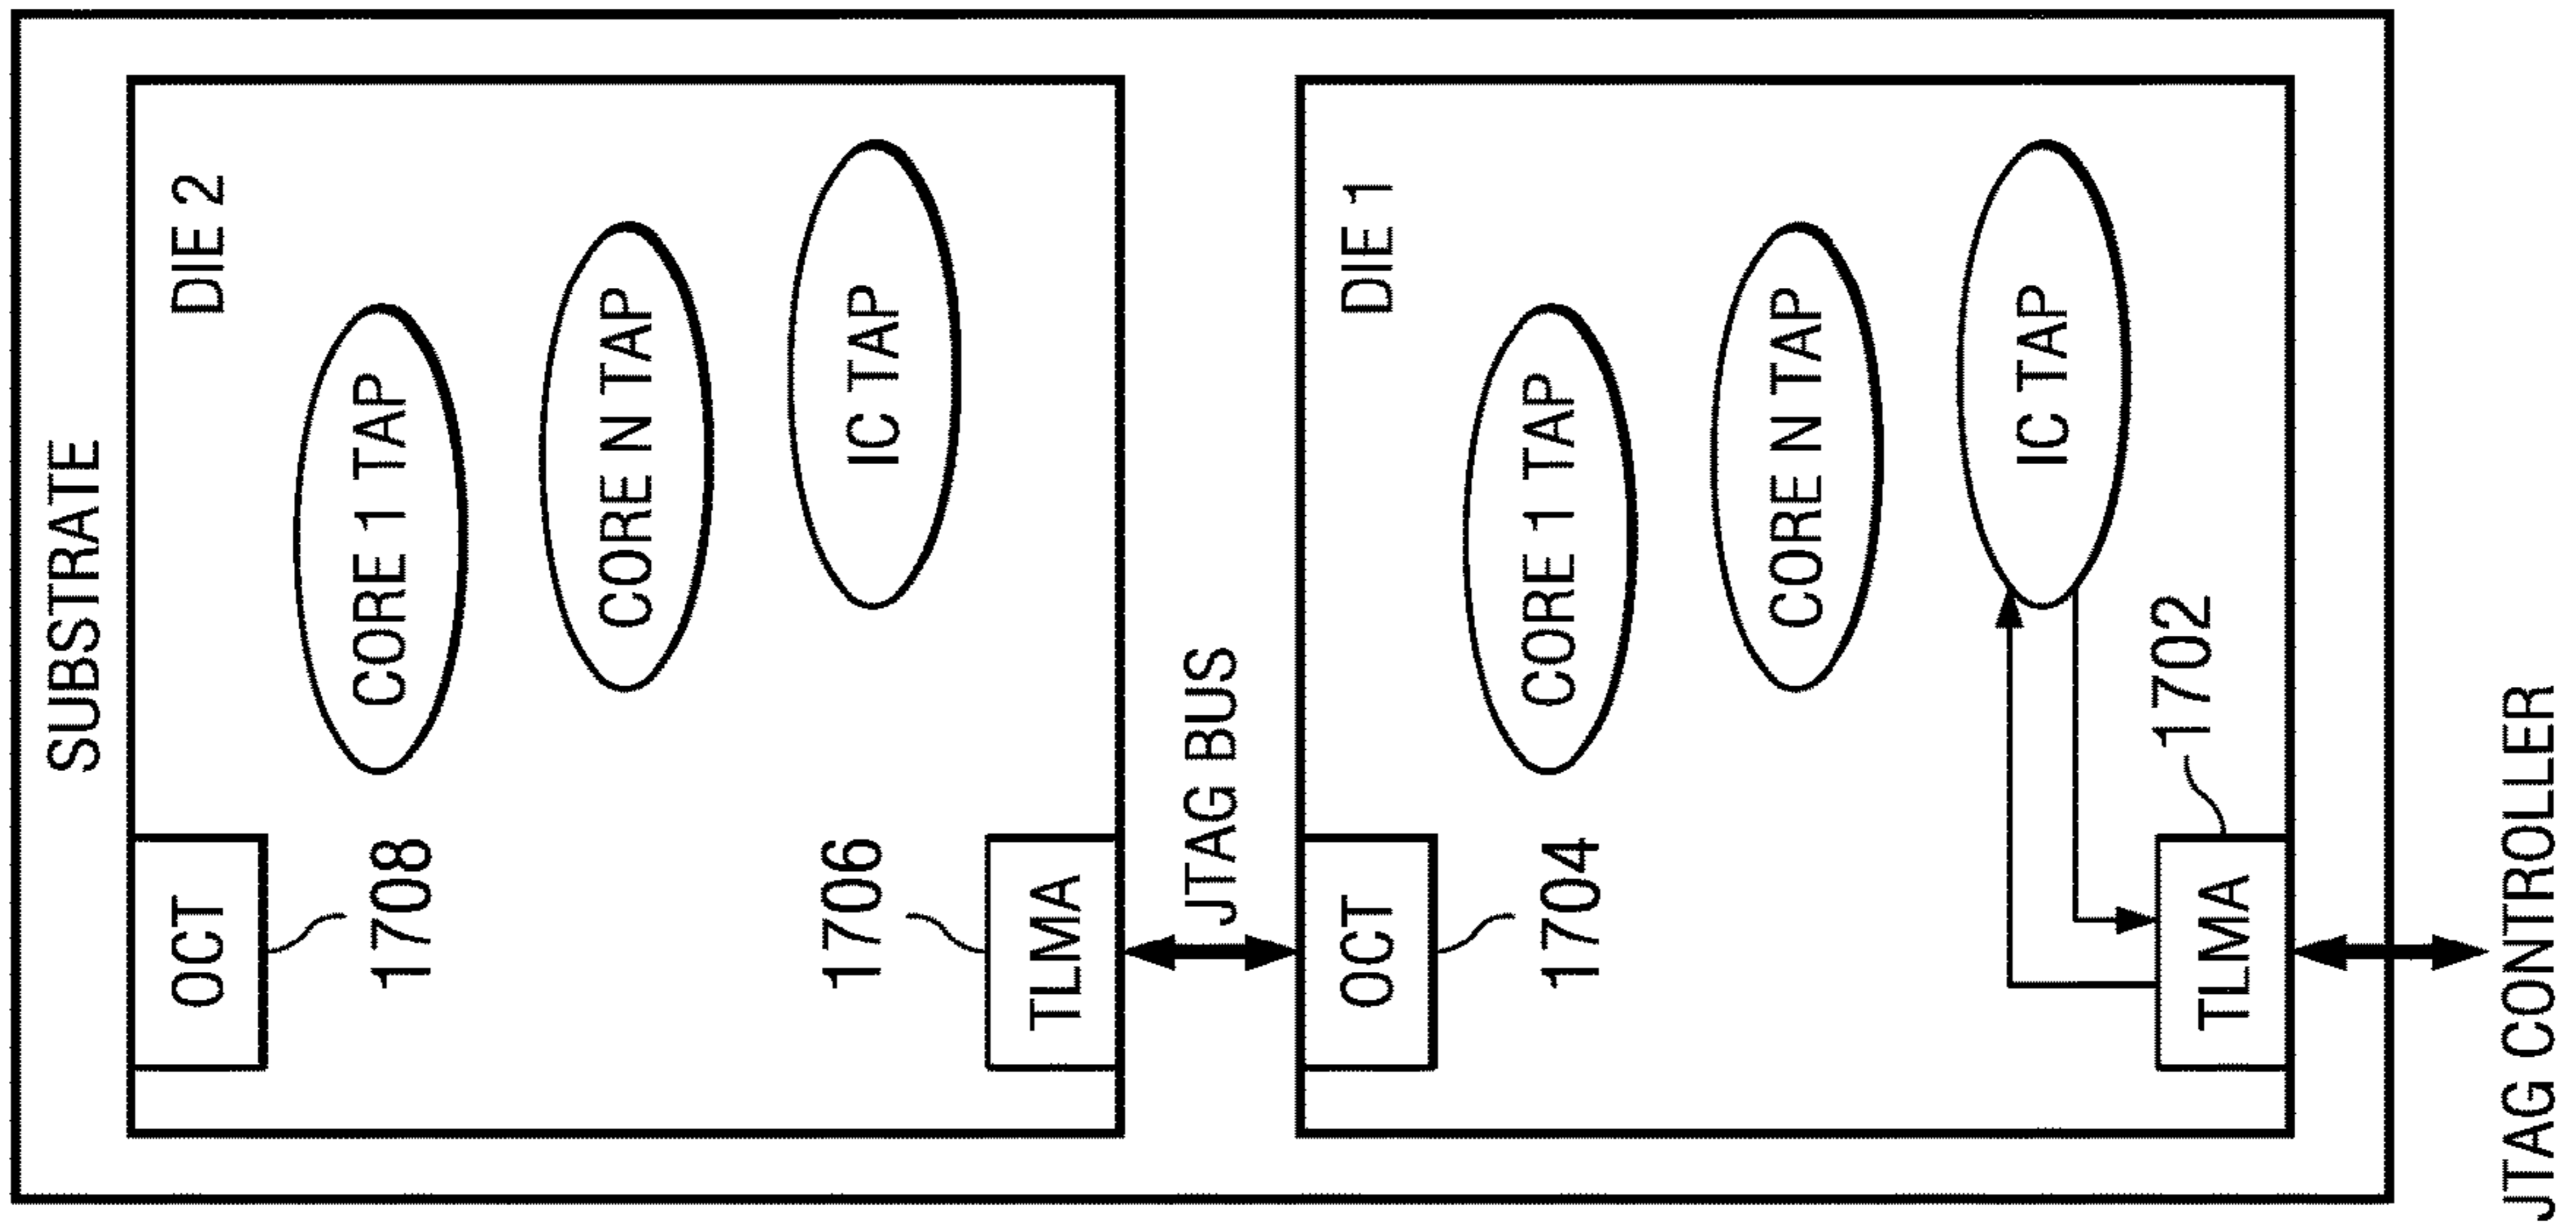 SUBSTRATE
DIE 2
CORE 1 TAP
CORE N TAP
IC TAP
OCT
1708
1706
TLMA
JTAG BUS
DIE 1
CORE 1 TAP
CORE N TAP
IC TAP
OCT
1704
1702
TLMA
JTAG CONTROLLER